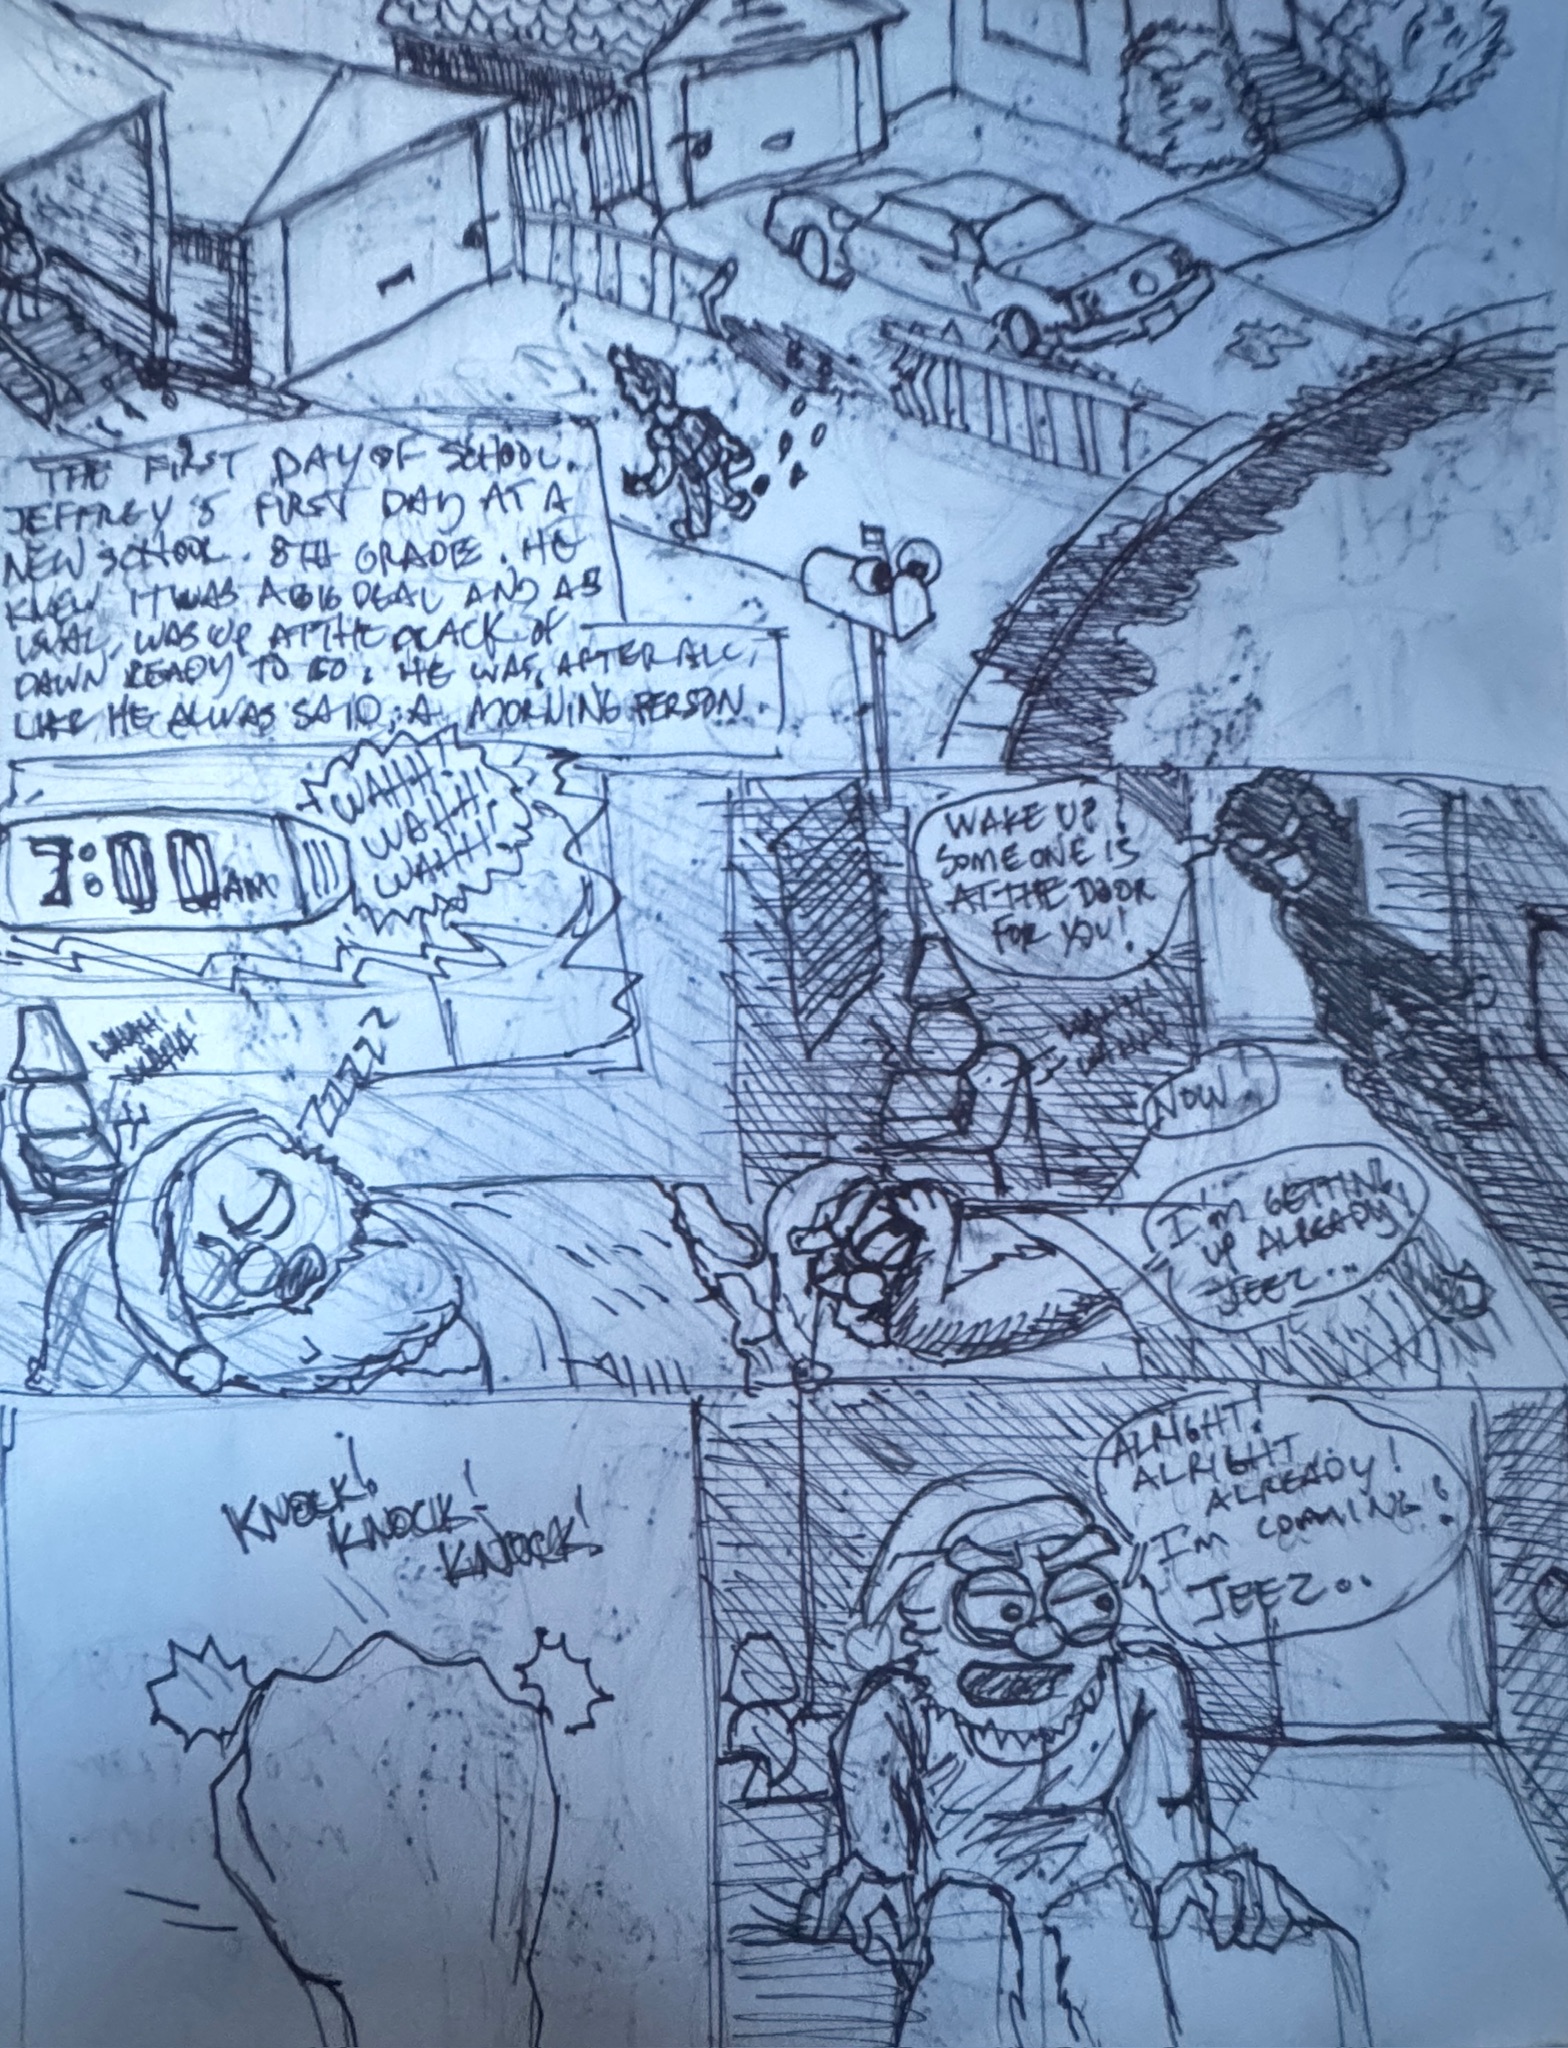 THE FIRST DAY OF SCHOOL.
JEFFREY'S FIRST DAY AT A
NEW SCHOOL. 8TH GRADE. HE
KNEW IT WAS A BIG DEAL AND AS
USUAL, WAS UP AT THE CRACK OF
DAWN READY TO GO. HE WAS, AFTER ALL,
LIKE HE ALWAS SAID, A MORNING PERSON
7:00 AM
WAHH!
WAHH!
WAHH!
WAHH!
WAHH!
ZZZZ
WAKE UP!
SOMEONE IS
AT THE DOOR
FOR YOU!
WAHH!
WAHH!
NOW!
I'M GETTING
UP ALREADY!
JEEZ...
KNOCK!
KNOCK!
KNOCK!
ALRIGHT!
ALRIGHT
ALREADY!
I'M COMMING!
JEEZ..